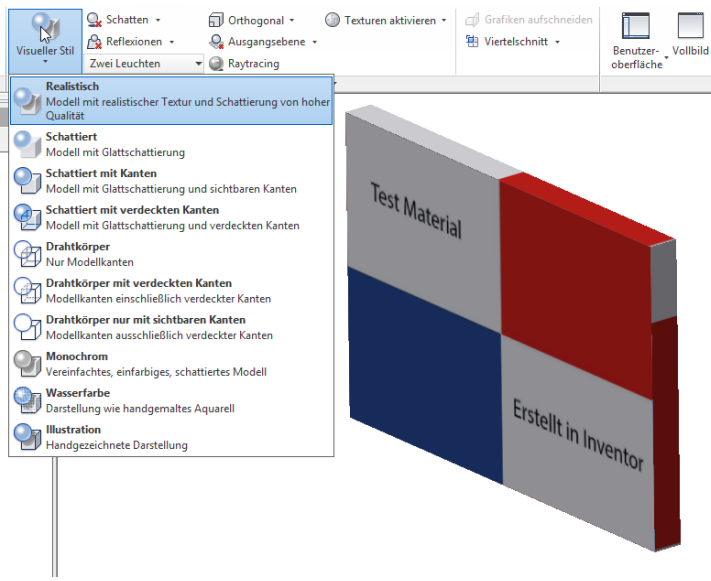 Visueller Stil
Schatten
Reflexionen
Zwei Leuchten
Orthogonal
Ausgangsebene
Raytracing
Texturen aktivieren
Grafiken aufschneiden
Viertelschnitt
Benutzer-
oberfläche
Vollbild
Realistisch
Modell mit realistischer Textur und Schattierung von hoher
Qualität
Schattiert
Modell mit Glattschattierung
Schattiert mit Kanten
Modell mit Glattschattierung und sichtbaren Kanten
Schattiert mit verdeckten Kanten
Modell mit Glattschattierung und verdeckten Kanten
Drahtkörper
Nur Modellkanten
Drahtkörper mit verdeckten Kanten
Modellkanten einschließlich verdeckter Kanten
Drahtkörper nur mit sichtbaren Kanten
Modellkanten ausschließlich verdeckter Kanten
Monochrom
Vereinfachtes, einfarbiges, schattiertes Modell
Wasserfarbe
Darstellung wie handgemaltes Aquarell
Illustration
Handgezeichnete Darstellung
Test Material
Erstellt in Inventor